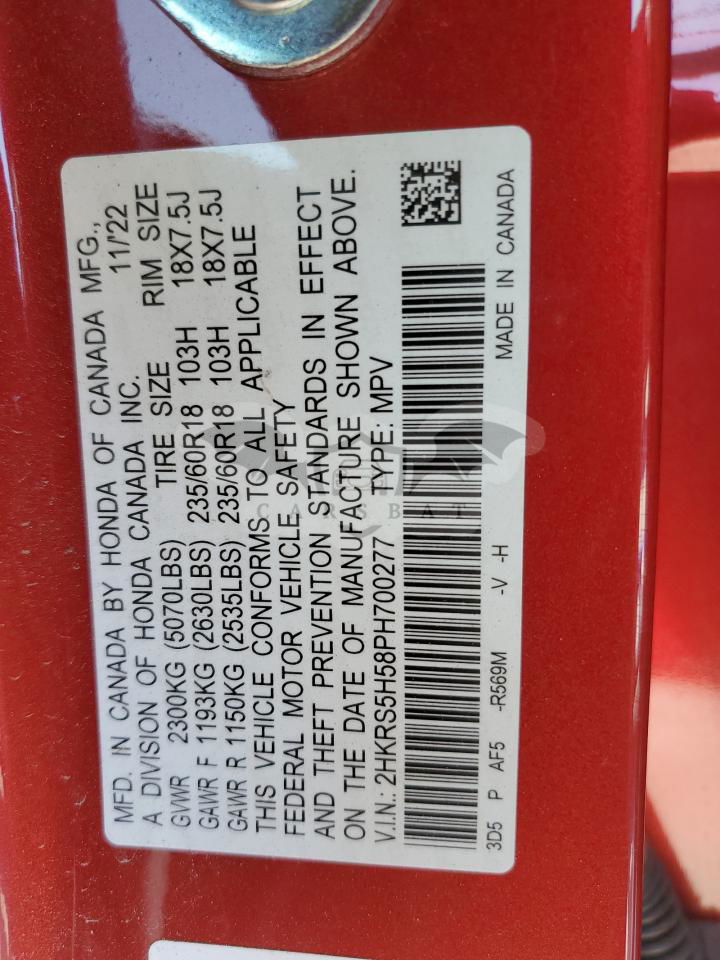 MFD. IN CANADA BY HONDA OF CANADA MFG.,
A DIVISION OF HONDA CANADA INC. 11/'22
GVWR 2300KG (5070LBS) TIRE SIZE RIM SIZE
GAWR F 1193KG (2630LBS) 235/60R18 103H 18X7.5J
GAWR R 1150KG (2535LBS) 235/60R18 103H 18X7.5J
THIS VEHICLE CONFORMS TO ALL APPLICABLE
FEDERAL MOTOR VEHICLE SAFETY
AND THEFT PREVENTION STANDARDS IN EFFECT
ON THE DATE OF MANUFACTURE SHOWN ABOVE.
V.I.N.: 2HKRS5H58PH700277 TYPE: MPV
3D5 P AF5 -R569M -V -H MADE IN CANADA
CARSBAT